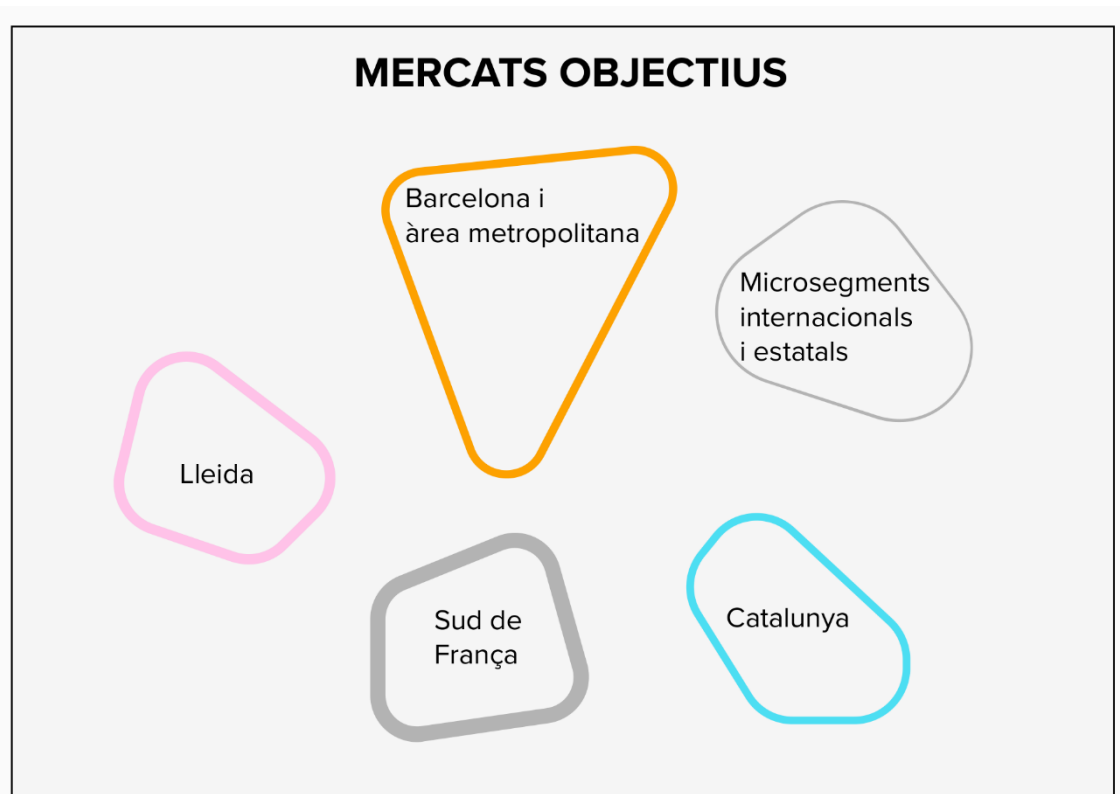 MERCATS OBJECTIUS
Barcelona i
àrea metropolitana
Microsegments
internacionals
i estatals
Lleida
Sud de
França
Catalunya